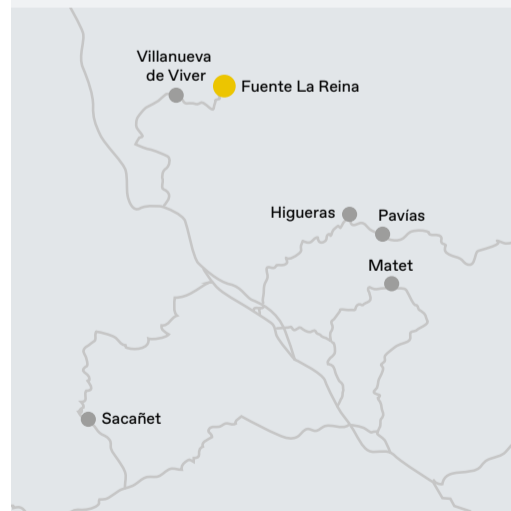 Villanueva
de Viver
Fuente La Reina
Higueras
Pavías
Matet
Sacañet